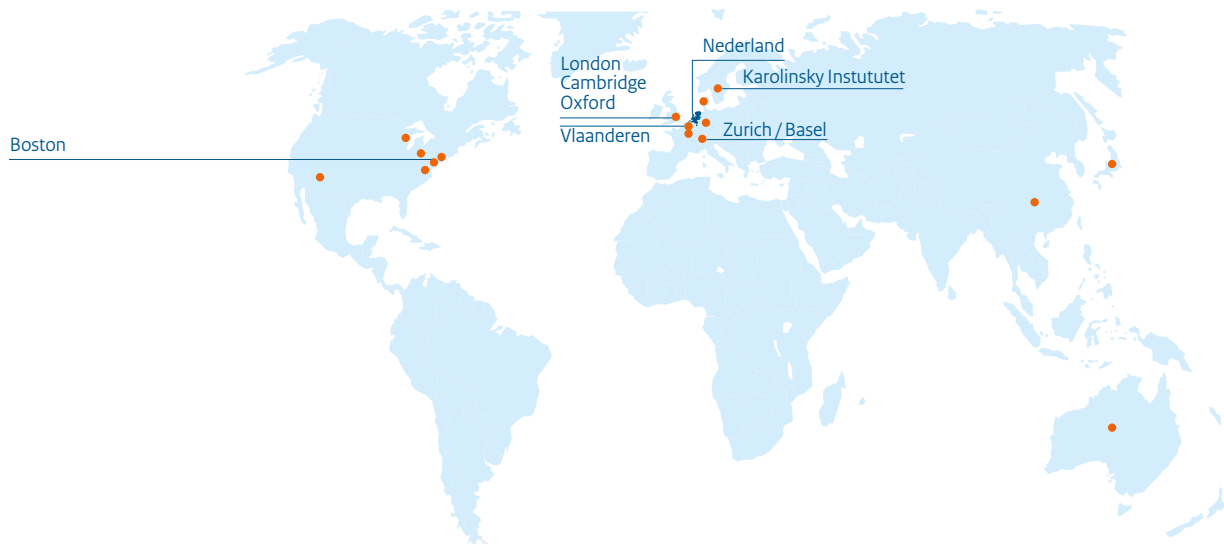 Nederland
London
Cambridge
Oxford
Karolinsky Instututet
Vlaanderen
Zurich / Basel
Boston